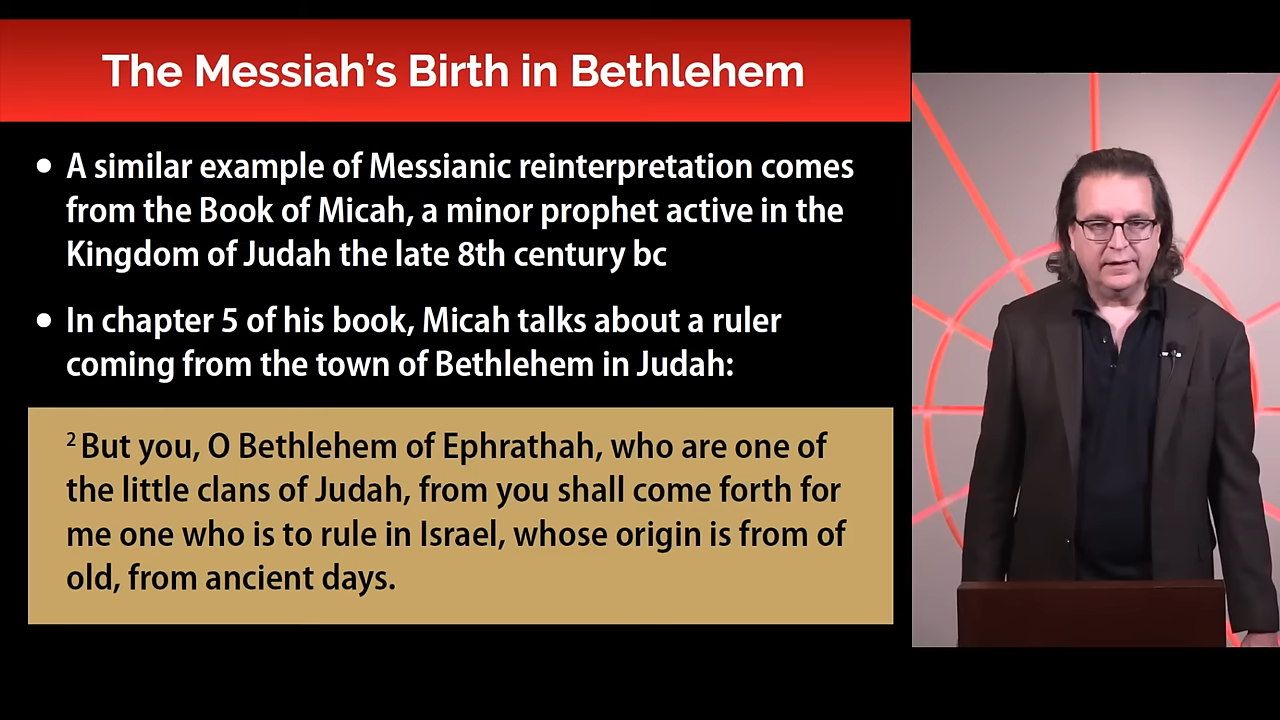 The Messiah's Birth in Bethlehem
• A similar example of Messianic reinterpretation comes
from the Book of Micah, a minor prophet active in the
Kingdom of Judah the late 8th century bc
• In chapter 5 of his book, Micah talks about a ruler
coming from the town of Bethlehem in Judah:
2 But you, O Bethlehem of Ephrathah, who are one of
the little clans of Judah, from you shall come forth for
me one who is to rule in Israel, whose origin is from of
old, from ancient days.